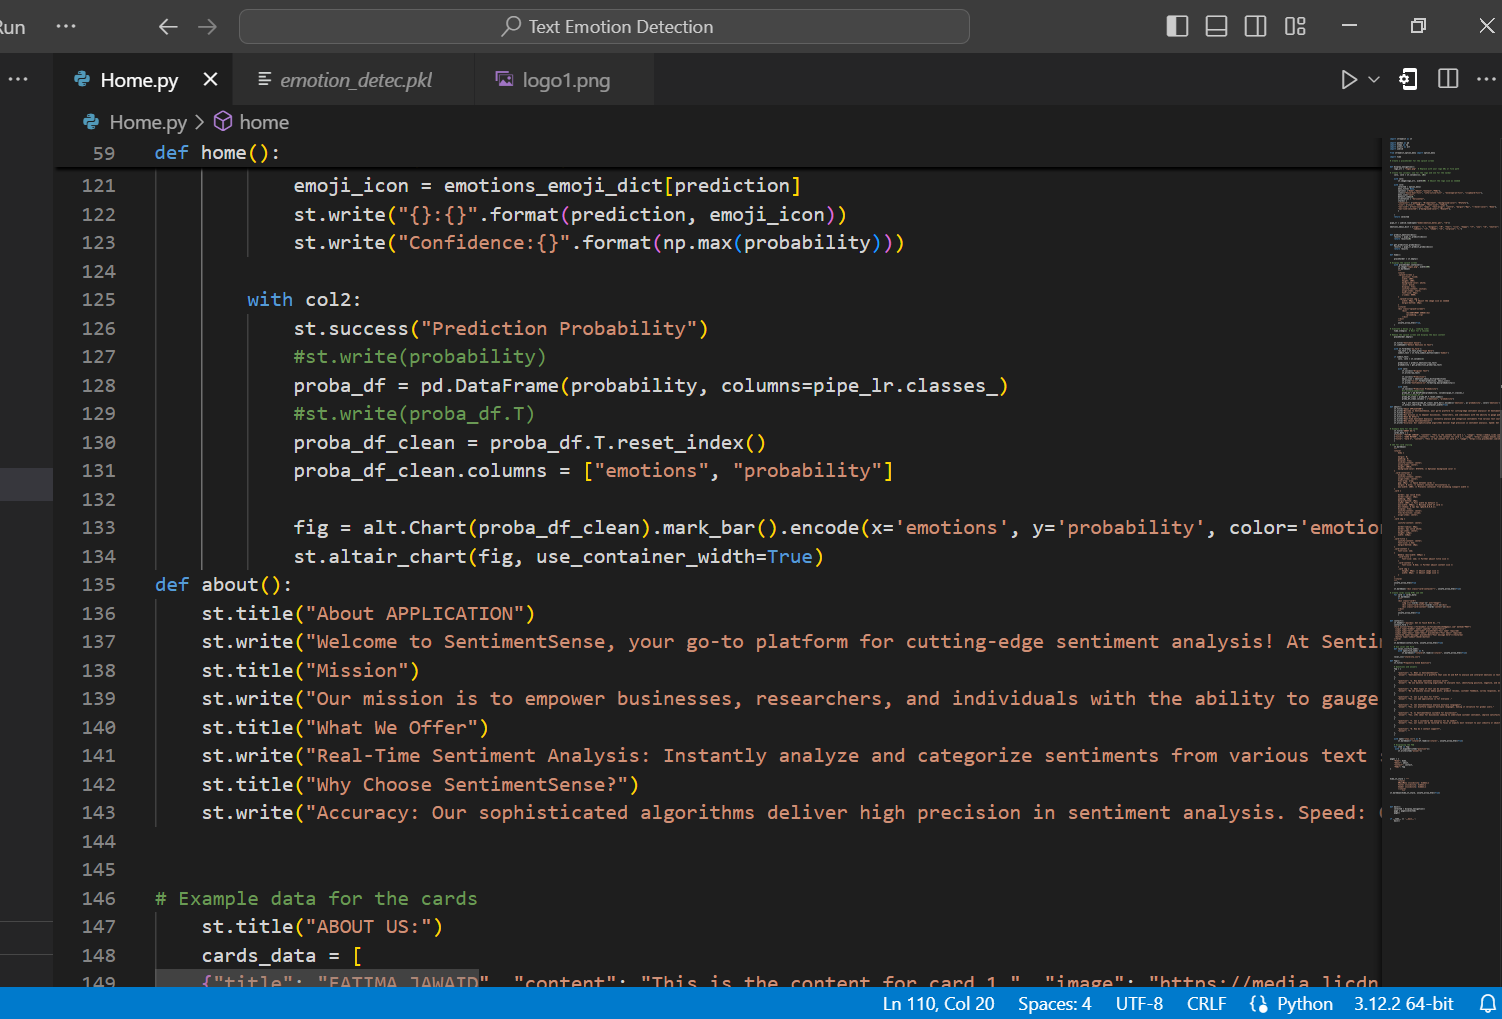 Run ··· Text Emotion Detection
Home.py emotion_detec.pkl logo1.png
Home.py > home
59 def home():
121 emoji_icon = emotions_emoji_dict[prediction]
122 st.write("{}:{}".format(prediction, emoji_icon))
123 st.write("Confidence:{}".format(np.max(probability)))
124
125 with col2:
126 st.success("Prediction Probability")
127 #st.write(probability)
128 proba_df = pd.DataFrame(probability, columns=pipe_lr.classes_)
129 #st.write(proba_df.T)
130 proba_df_clean = proba_df.T.reset_index()
131 proba_df_clean.columns = ["emotions", "probability"]
132
133 fig = alt.Chart(proba_df_clean).mark_bar().encode(x='emotions', y='probability', color='emotion
134 st.altair_chart(fig, use_container_width=True)
135 def about():
136 st.title("About APPLICATION")
137 st.write("Welcome to SentimentSense, your go-to platform for cutting-edge sentiment analysis! At Senti
138 st.title("Mission")
139 st.write("Our mission is to empower businesses, researchers, and individuals with the ability to gauge
140 st.title("What We Offer")
141 st.write("Real-Time Sentiment Analysis: Instantly analyze and categorize sentiments from various text
142 st.title("Why Choose SentimentSense?")
143 st.write("Accuracy: Our sophisticated algorithms deliver high precision in sentiment analysis. Speed:
144
145
146 # Example data for the cards
147 st.title("ABOUT US:")
148 cards_data = [
149 {"title": "FATIMA JAWAID", "content": "This is the content for card 1.", "image": "https://media.licdn
Ln 110, Col 20 Spaces: 4 UTF-8 CRLF {} Python 3.12.2 64-bit